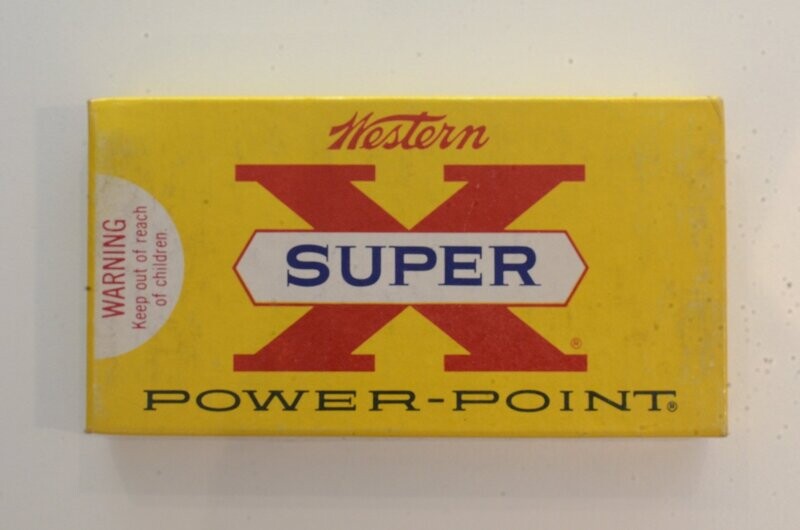 Western
X
SUPER
®
POWER-POINT®
WARNING
Keep out of reach
of children.